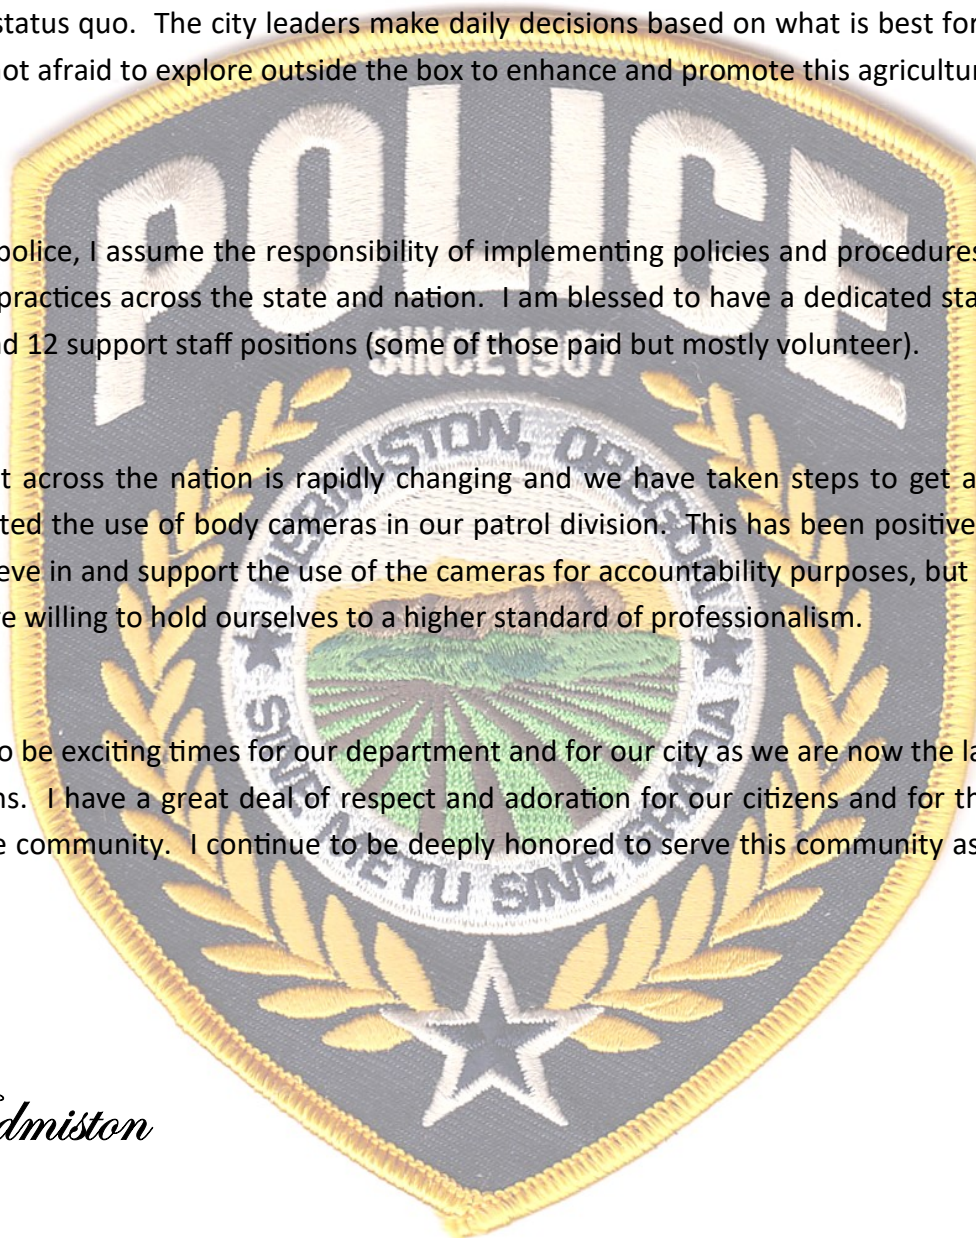 status quo. The city leaders make daily decisions based on what is best for
not afraid to explore outside the box to enhance and promote this agricultur
POLICE
police, I assume the responsibility of implementing policies and procedures
practices across the state and nation. I am blessed to have a dedicated sta
nd 12 support staff positions (some of those paid but mostly volunteer).
SINCE 1907
HERMISTON, OREGON
t across the nation is rapidly changing and we have taken steps to get a
ted the use of body cameras in our patrol division. This has been positive
eve in and support the use of the cameras for accountability purposes, but
e willing to hold ourselves to a higher standard of professionalism.
o be exciting times for our department and for our city as we are now the la
ns. I have a great deal of respect and adoration for our citizens and for th
e community. I continue to be deeply honored to serve this community as
SINE METU SINE GRATIA
dmiston